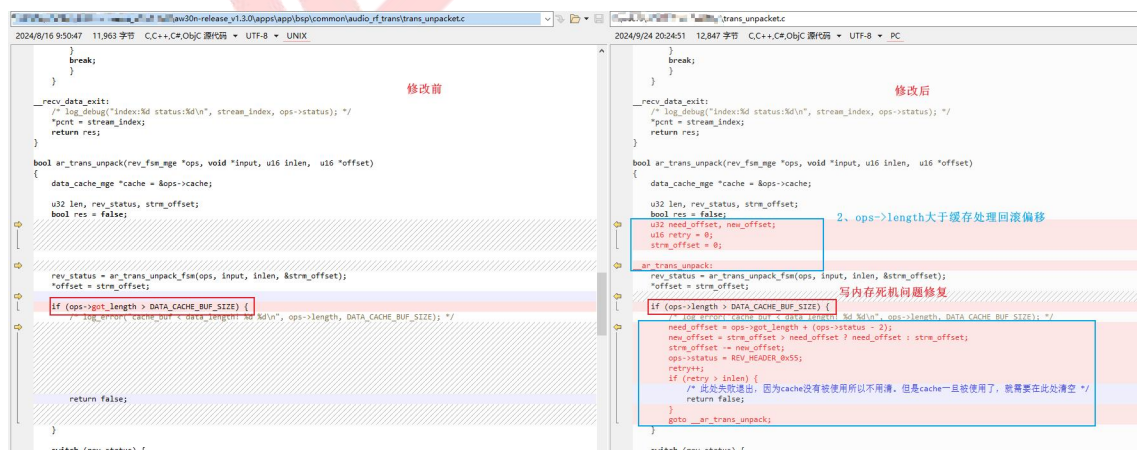 aw30n-release_v1.3.0\apps\app\bsp\common\audio_rf_trans\trans_unpacket.c
2024/8/16 9:50:47 11,963 字节 C,C++,C#,ObjC 源代码 ▼ UTF-8 ▼ UNIX
}
break;
}
}
修改前
__recv_data_exit:
/* log_debug("index:%d status:%d\n", stream_index, ops->status); */
*pcnt = stream_index;
return res;
}
bool ar_trans_unpack(rev_fsm_mge *ops, void *input, u16 inlen, u16 *offset)
{
data_cache_mge *cache = &ops->cache;
u32 len, rev_status, strm_offset;
bool res = false;
rev_status = ar_trans_unpack_fsm(ops, input, inlen, &strm_offset);
*offset = strm_offset;
if (ops->got_length > DATA_CACHE_BUF_SIZE) {
/* log_error("cache_buf < data_length! %d %d\n", ops->length, DATA_CACHE_BUF_SIZE); */
return false;
}
switch (rev_status) {
\trans_unpacket.c
2024/9/24 20:24:51 12,847 字节 C,C++,C#,ObjC 源代码 ▼ UTF-8 ▼ PC
}
break;
}
}
修改后
__recv_data_exit:
/* log_debug("index:%d status:%d\n", stream_index, ops->status); */
*pcnt = stream_index;
return res;
}
bool ar_trans_unpack(rev_fsm_mge *ops, void *input, u16 inlen, u16 *offset)
{
data_cache_mge *cache = &ops->cache;
u32 len, rev_status, strm_offset;
bool res = false;
2、ops->length大于缓存处理回滚偏移
u32 need_offset, new_offset;
u16 retry = 0;
strm_offset = 0;
__ar_trans_unpack:
rev_status = ar_trans_unpack_fsm(ops, input, inlen, &strm_offset);
*offset = strm_offset;
写内存死机问题修复
if (ops->length > DATA_CACHE_BUF_SIZE) {
/* log_error("cache_buf < data_length! %d %d\n", ops->length, DATA_CACHE_BUF_SIZE); */
need_offset = ops->got_length + (ops->status - 2);
new_offset = strm_offset > need_offset ? need_offset : strm_offset;
strm_offset -= new_offset;
ops->status = REV_HEADER_0x55;
retry++;
if (retry > inlen) {
/* 此处失败退出，因为cache没有被使用所以不用清。但是cache一旦被使用了，就需要在此处清空 */
return false;
}
goto __ar_trans_unpack;
}
switch (rev_status) {